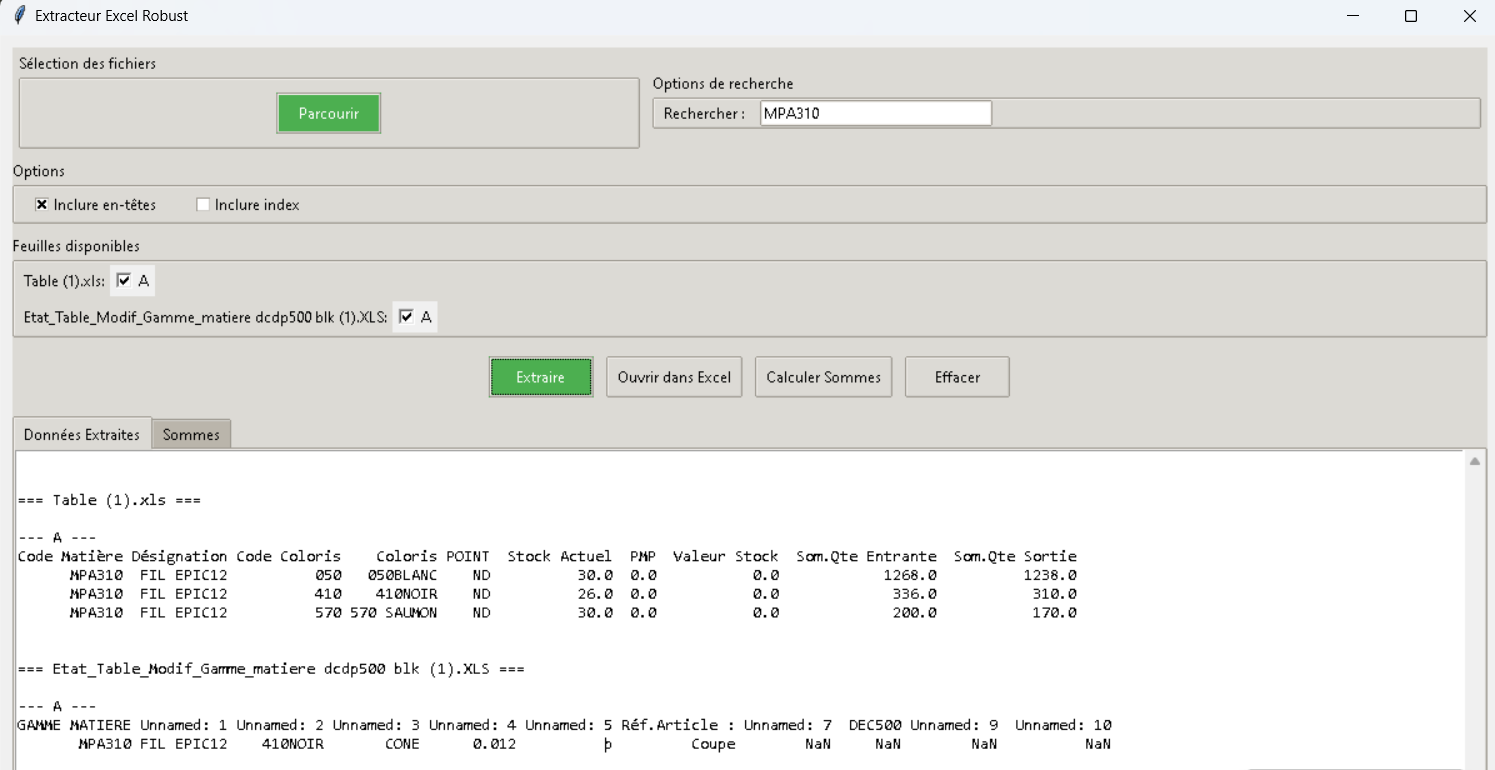 Extracteur Excel Robust
Sélection des fichiers
Parcourir
Options de recherche
Rechercher : MPA310
Options
Inclure en-têtes Inclure index
Feuilles disponibles
Table (1).xls: A
Etat_Table_Modif_Gamme_matiere dcdp500 blk (1).XLS: A
Extraire Ouvrir dans Excel Calculer Sommes Effacer
Données Extraites Sommes
=== Table (1).xls ===
--- A ---
Code Matière Désignation Code Coloris Coloris POINT Stock Actuel PMP Valeur Stock Som.Qte Entrante Som.Qte Sortie
MPA310 FIL EPIC12 050 050BLANC ND 30.0 0.0 0.0 1268.0 1238.0
MPA310 FIL EPIC12 410 410NOIR ND 26.0 0.0 0.0 336.0 310.0
MPA310 FIL EPIC12 570 570 SAUMON ND 30.0 0.0 0.0 200.0 170.0
=== Etat_Table_Modif_Gamme_matiere dcdp500 blk (1).XLS ===
--- A ---
GAMME MATIERE Unnamed: 1 Unnamed: 2 Unnamed: 3 Unnamed: 4 Unnamed: 5 Réf.Article : Unnamed: 7 DEC500 Unnamed: 9 Unnamed: 10
MPA310 FIL EPIC12 410NOIR CONE 0.012 þ Coupe NaN NaN NaN NaN